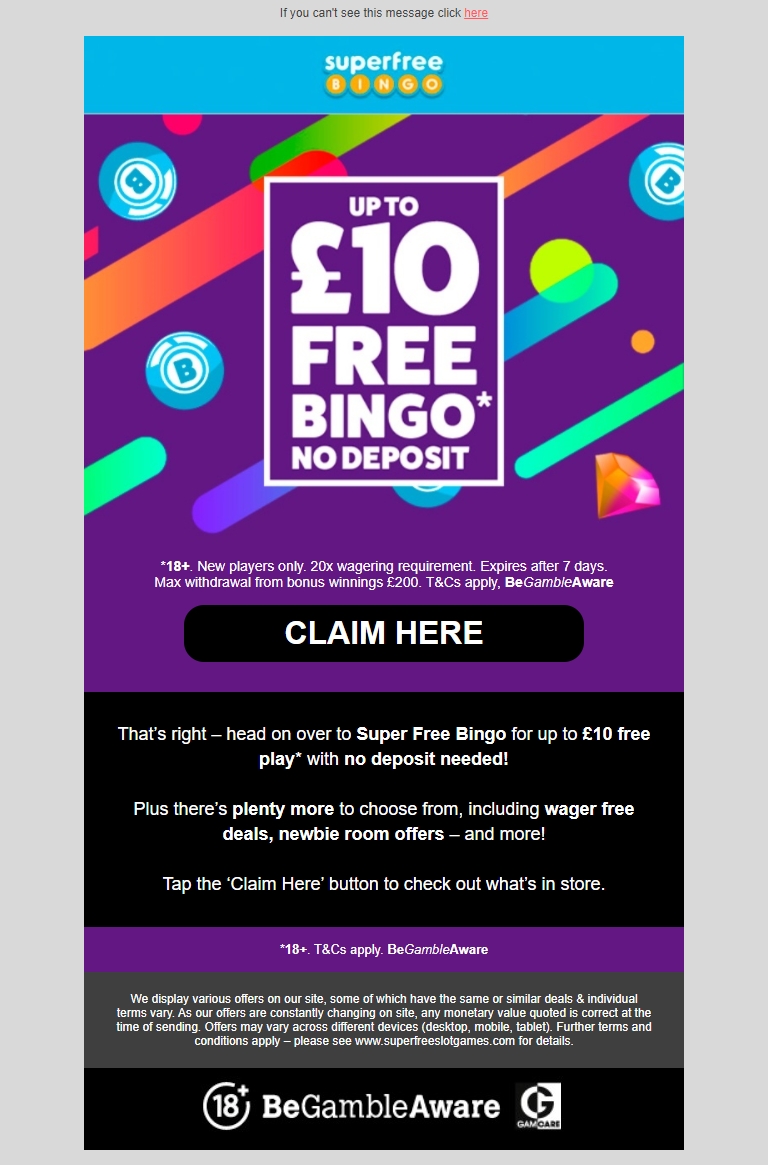 If you can't see this message click here
superfree
BINGO
UP TO
£10
FREE
BINGO*
NO DEPOSIT
*18+. New players only. 20x wagering requirement. Expires after 7 days.
Max withdrawal from bonus winnings £200. T&Cs apply, BeGambleAware
CLAIM HERE
That’s right – head on over to Super Free Bingo for up to £10 free
play* with no deposit needed!
Plus there’s plenty more to choose from, including wager free
deals, newbie room offers – and more!
Tap the ‘Claim Here’ button to check out what’s in store.
*18+. T&Cs apply. BeGambleAware
We display various offers on our site, some of which have the same or similar deals & individual
terms vary. As our offers are constantly changing on site, any monetary value quoted is correct at the
time of sending. Offers may vary across different devices (desktop, mobile, tablet). Further terms and
conditions apply – please see www.superfreeslotgames.com for details.
18+ BeGambleAware GAMCARE